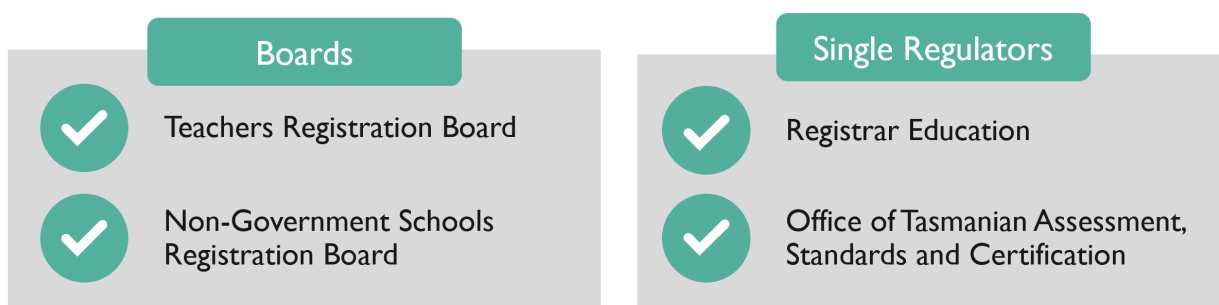 Boards
Teachers Registration Board
Non-Government Schools
Registration Board
Single Regulators
Registrar Education
Office of Tasmanian Assessment,
Standards and Certification